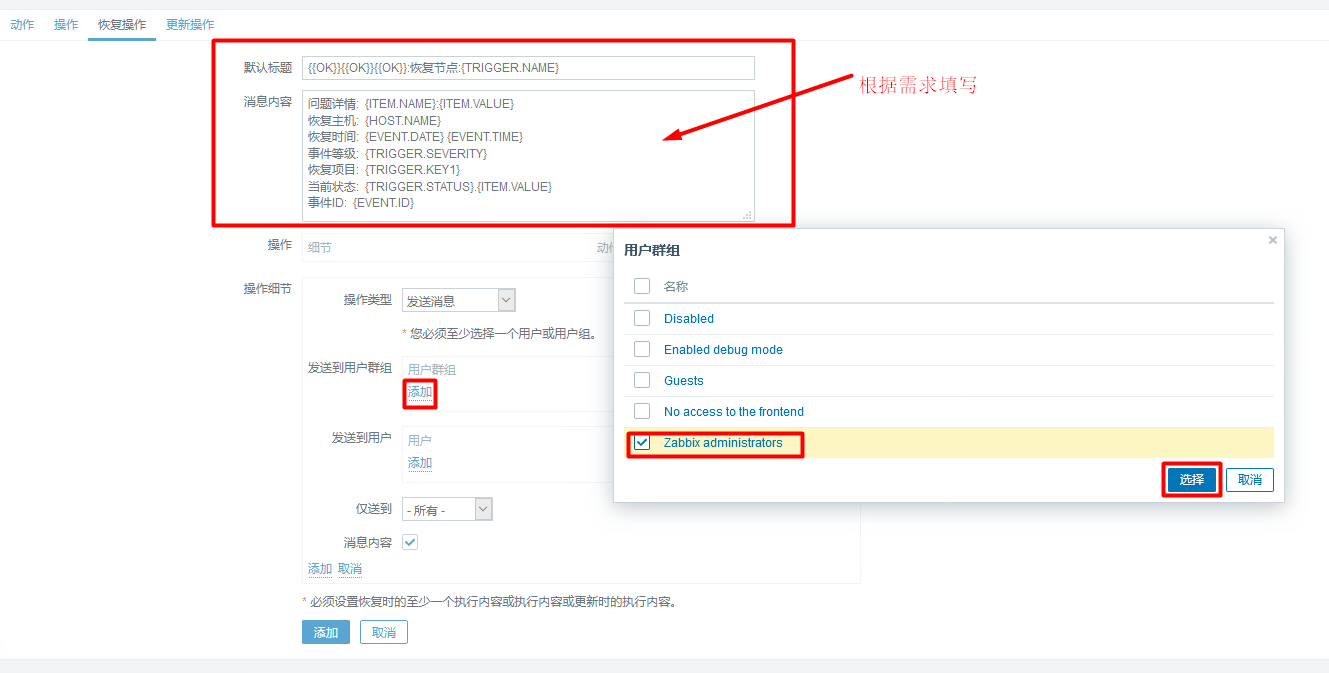 动作 操作 恢复操作 更新操作
默认标题 {{OK}}{{OK}}{{OK}}:恢复节点:{TRIGGER.NAME}
根据需求填写
消息内容 问题详情: {ITEM.NAME}:{ITEM.VALUE}
恢复主机: {HOST.NAME}
恢复时间: {EVENT.DATE} {EVENT.TIME}
事件等级: {TRIGGER.SEVERITY}
恢复项目: {TRIGGER.KEY1}
当前状态: {TRIGGER.STATUS}.{ITEM.VALUE}
事件ID: {EVENT.ID}
操作 细节 动作
操作细节
操作类型 发送消息
* 您必须至少选择一个用户或用户组。
发送到用户群组 用户群组
添加
发送到用户 用户
添加
仅送到 - 所有 -
消息内容
添加 取消
* 必须设置恢复时的至少一个执行内容或执行内容或更新时的执行内容。
添加 取消
用户群组 ×
名称
Disabled
Enabled debug mode
Guests
No access to the frontend
Zabbix administrators
选择 取消